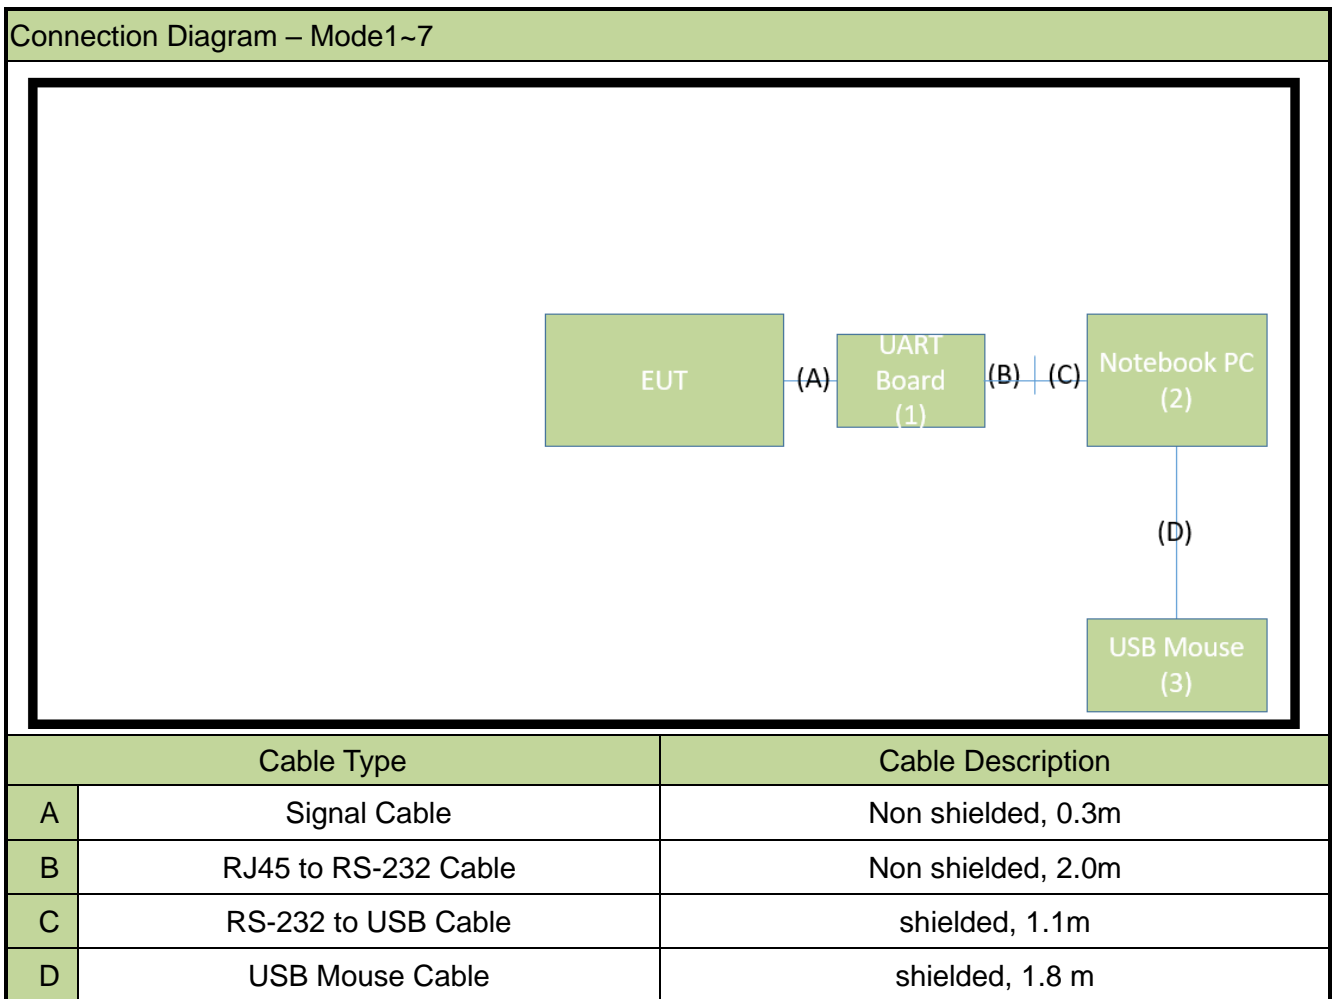 Connection Diagram – Mode1~7
EUT
(A)
UART
Board
(1)
(B)
(C)
Notebook PC
(2)
(D)
USB Mouse
(3)
Cable Type Cable Description
A Signal Cable Non shielded, 0.3m
B RJ45 to RS-232 Cable Non shielded, 2.0m
C RS-232 to USB Cable shielded, 1.1m
D USB Mouse Cable shielded, 1.8 m